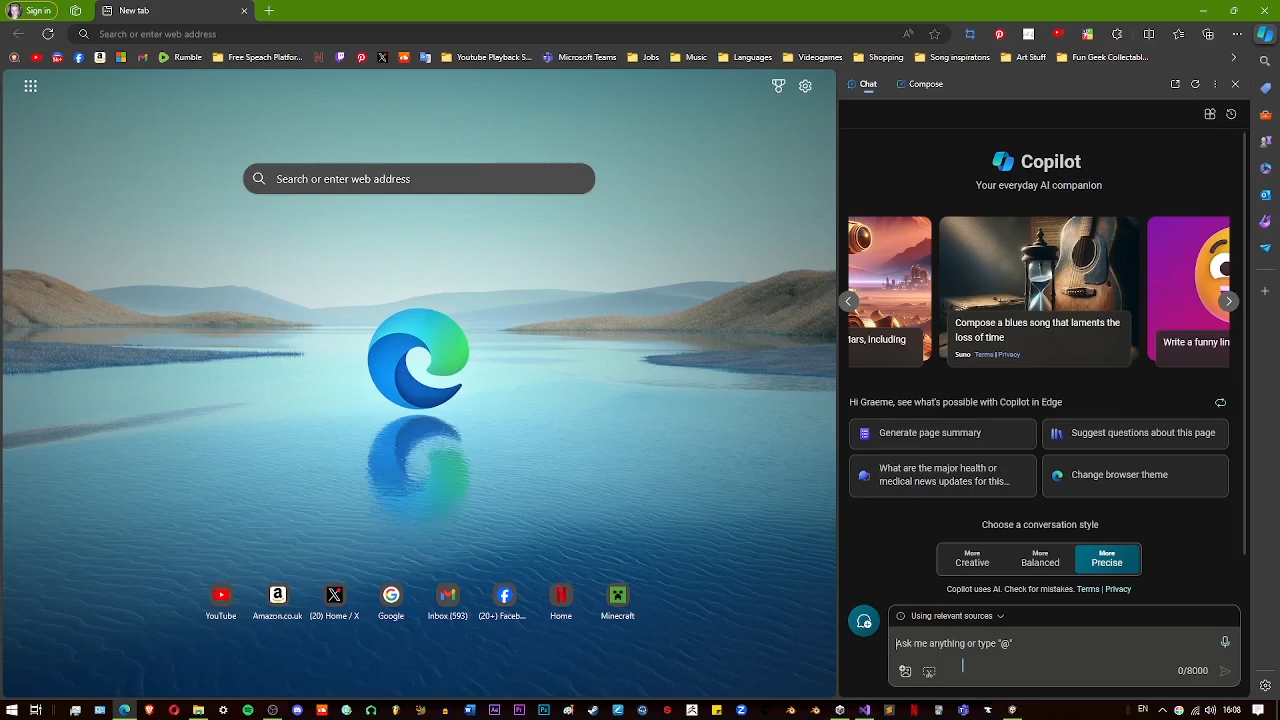 Sign in
New tab
Search or enter web address
Rumble
Free Speech Platfor...
YouTube Playback S...
Microsoft Teams
Jobs
Music
Languages
Videogames
Shopping
Song inspirations
Art Stuff
Fun Geek Collectab...
Search or enter web address
YouTube
Amazon.co.uk
(20) Home / X
Google
Inbox (593)
(20+) Faceb...
Home
Minecraft
Chat
Compose
Copilot
Your everyday AI companion
tars, including
Compose a blues song that laments the
loss of time
Suno Terms | Privacy
Write a funny lin
Hi Graeme, see what's possible with Copilot in Edge
Generate page summary
Suggest questions about this page
What are the major health or
medical news updates for this...
Change browser theme
Choose a conversation style
More
Creative
More
Balanced
More
Precise
Copilot uses AI. Check for mistakes. Terms | Privacy
Using relevant sources
Ask me anything or type "@"
0/8000
EN
16:08